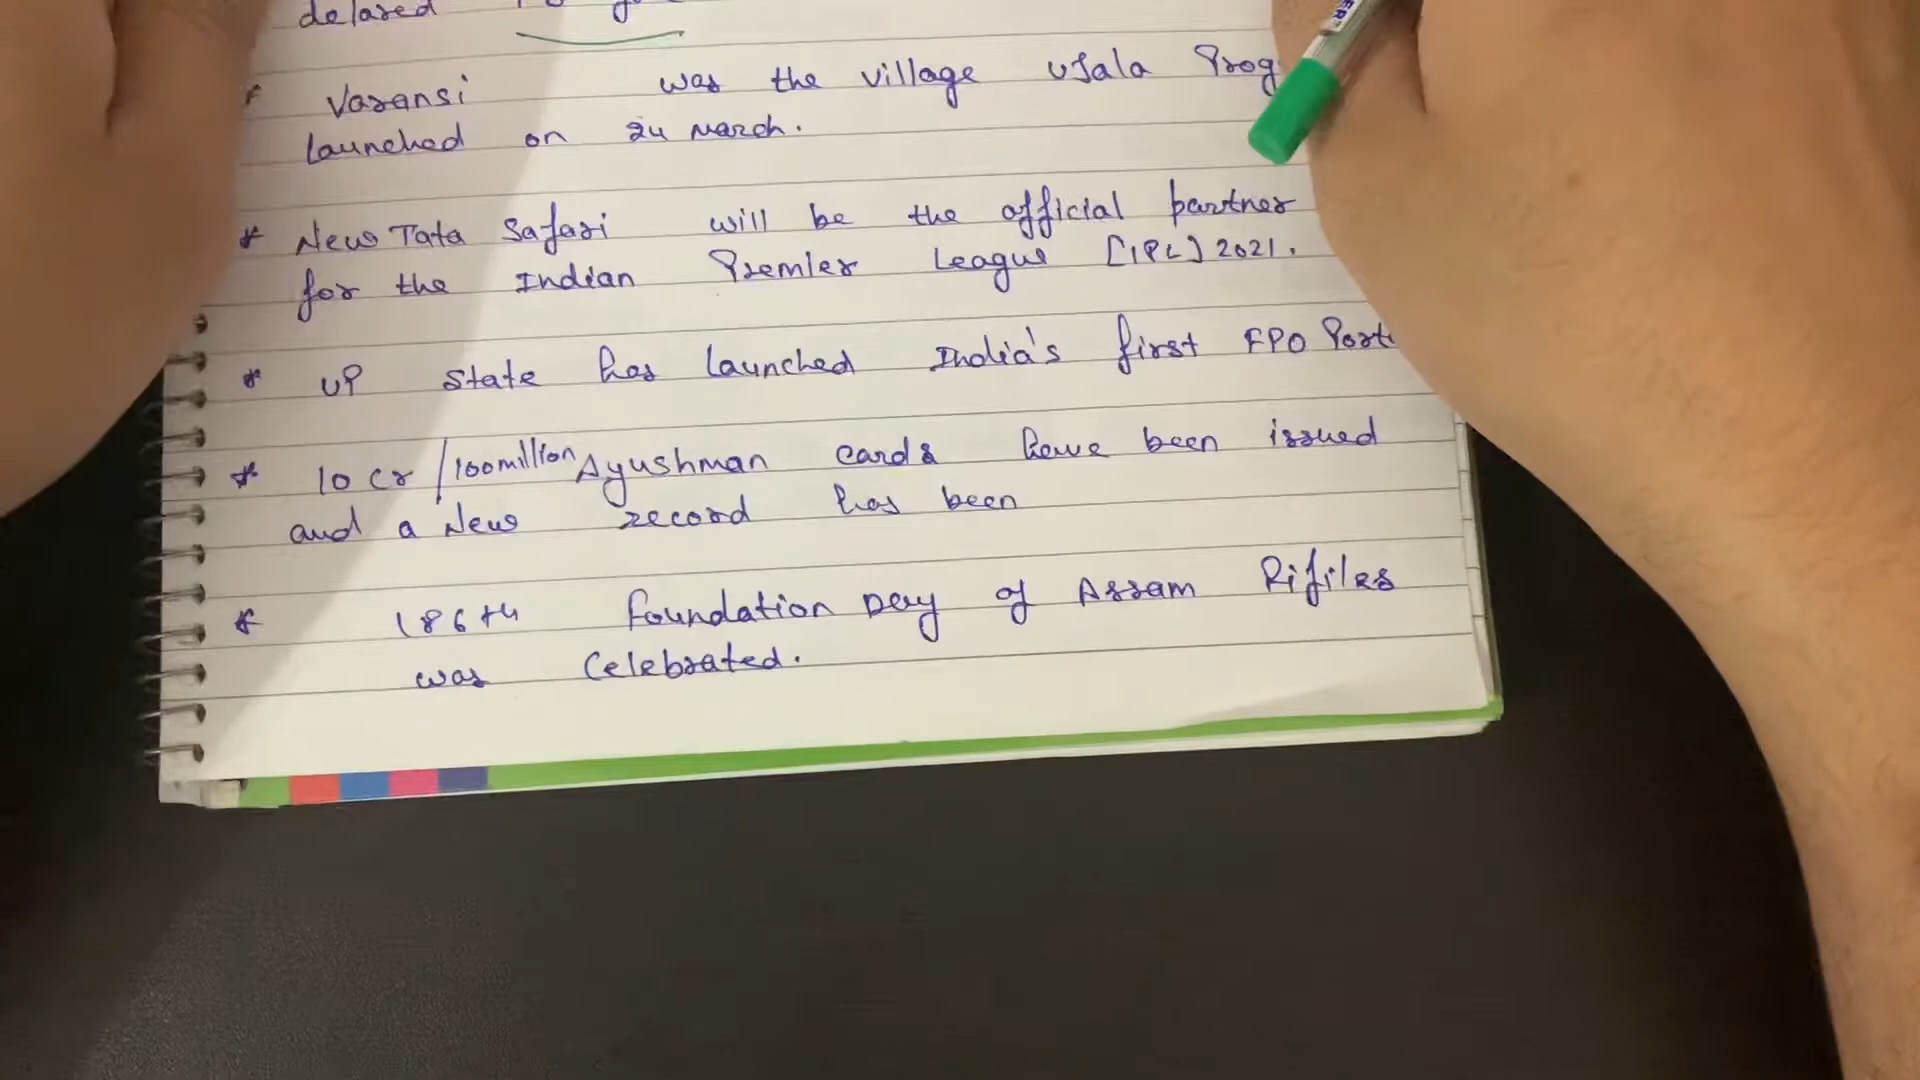 delared
* Varansi was the village uJala Prog
launched on 24 March.
* New Tata Safari will be the official partner
for the Indian Premier League [IPL] 2021.
* UP state has launched India's first FPO Port
* 10 cr/100million Ayushman cards have been issued
and a New record has been
* 186th foundation Day of Assam Rifiles
was celebrated.